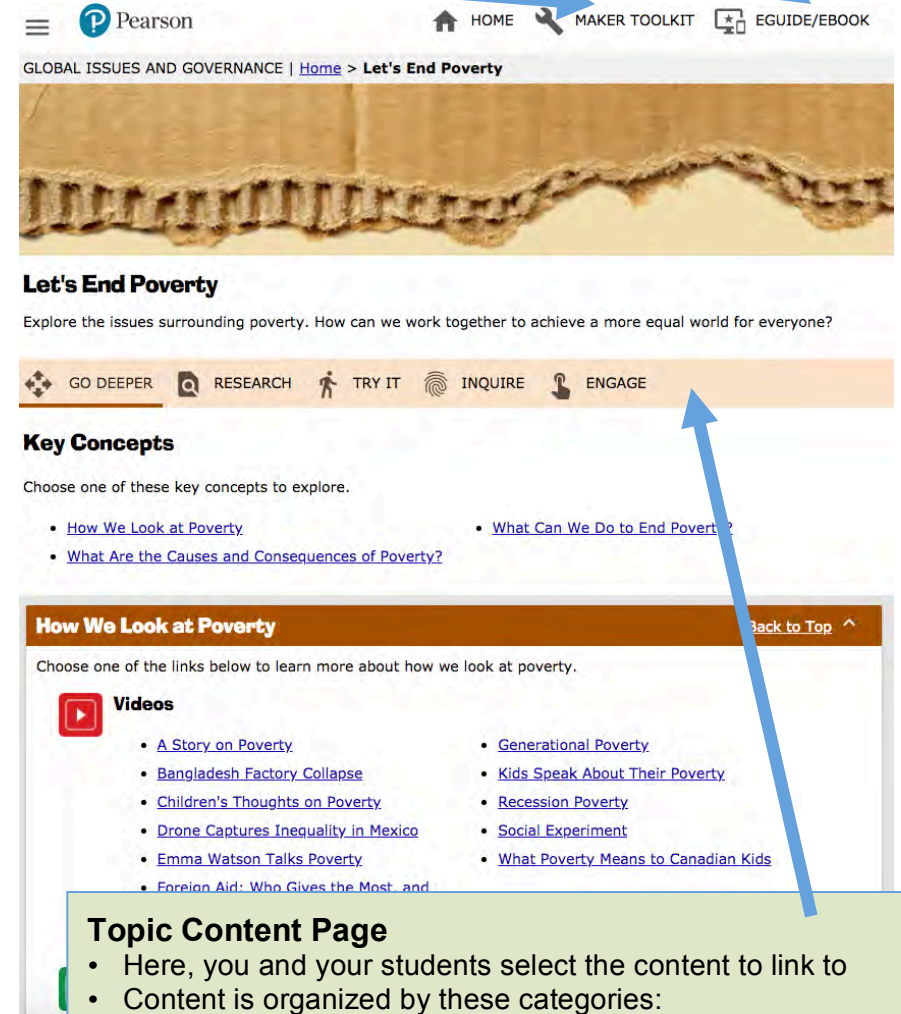 Pearson HOME MAKER TOOLKIT EGUIDE/EBOOK
GLOBAL ISSUES AND GOVERNANCE | Home > Let's End Poverty
Let's End Poverty
Explore the issues surrounding poverty. How can we work together to achieve a more equal world for everyone?
GO DEEPER RESEARCH TRY IT INQUIRE ENGAGE
Key Concepts
Choose one of these key concepts to explore.
• How We Look at Poverty
• What Are the Causes and Consequences of Poverty?
• What Can We Do to End Poverty?
How We Look at Poverty Back to Top
Choose one of the links below to learn more about how we look at poverty.
Videos
• A Story on Poverty
• Bangladesh Factory Collapse
• Children's Thoughts on Poverty
• Drone Captures Inequality in Mexico
• Emma Watson Talks Poverty
• Foreign Aid: Who Gives the Most, and
• Generational Poverty
• Kids Speak About Their Poverty
• Recession Poverty
• Social Experiment
• What Poverty Means to Canadian Kids
Topic Content Page
• Here, you and your students select the content to link to
• Content is organized by these categories: